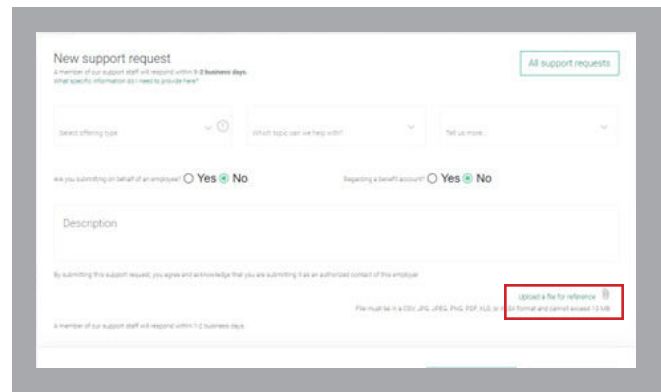 New support request
All support requests
A member of our support staff will respond within 1-2 business days.
What specific information do I need to provide here?
Select offering type
Which topic can we help with?
Tell us more...
Are you submitting on behalf of an employee? Yes No
Regarding a benefit account? Yes No
Description
By submitting this support request, you agree and acknowledge that you are submitting it as an authorized contact of this employer
Upload a file for reference
File must be in a CSV, JPG, JPEG, PNG, PDF, XLS, or format and cannot exceed 10 MB
A member of our support staff will respond within 1-2 business days.